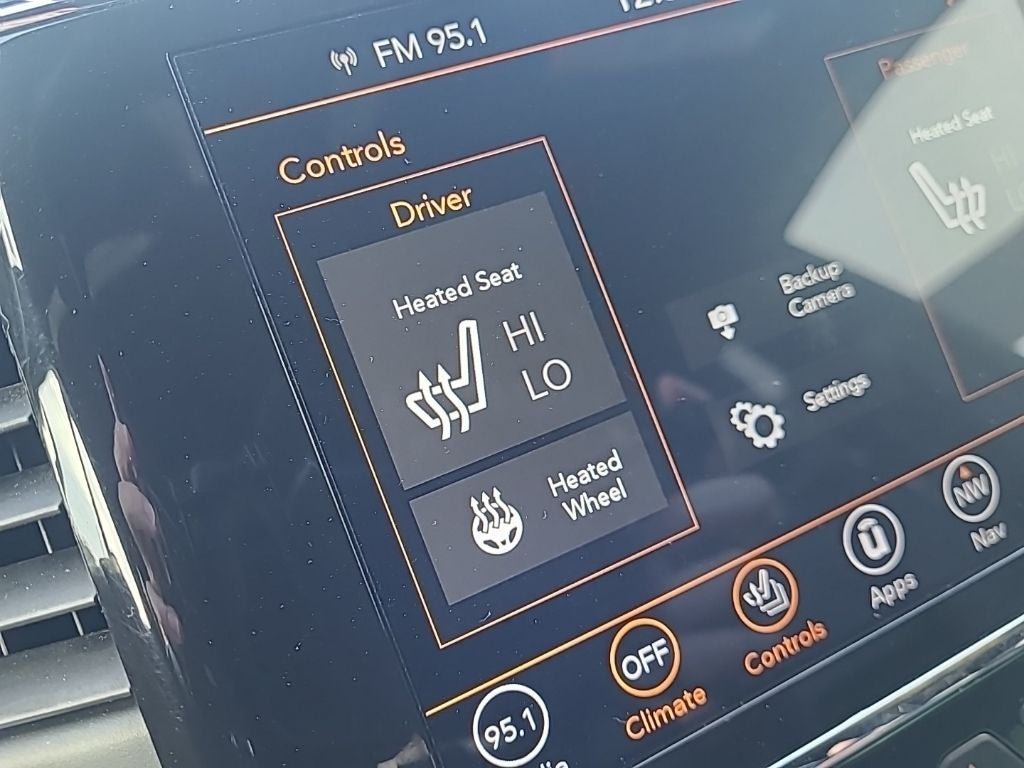 FM 95.1
Controls
Driver
Heated Seat
HI
LO
Heated
Wheel
Backup
Camera
Settings
Passenger
Heated Seat
HI
95.1
OFF
Climate
Controls
Apps
NW
Nav